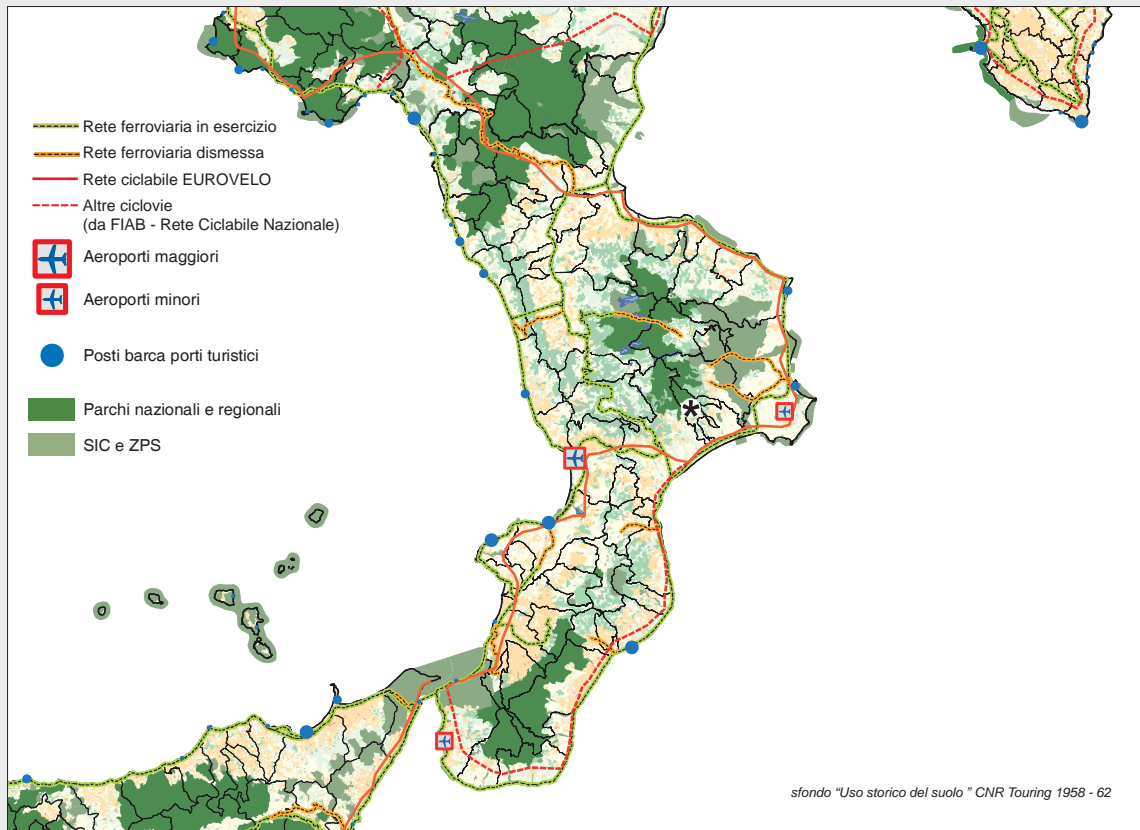 Rete ferroviaria in esercizio
Rete ferroviaria dismessa
Rete ciclabile EUROVELO
Altre ciclovie
(da FIAB - Rete Ciclabile Nazionale)
Aeroporti maggiori
Aeroporti minori
Posti barca porti turistici
Parchi nazionali e regionali
SIC e ZPS
*
sfondo “Uso storico del suolo ” CNR Touring 1958 - 62